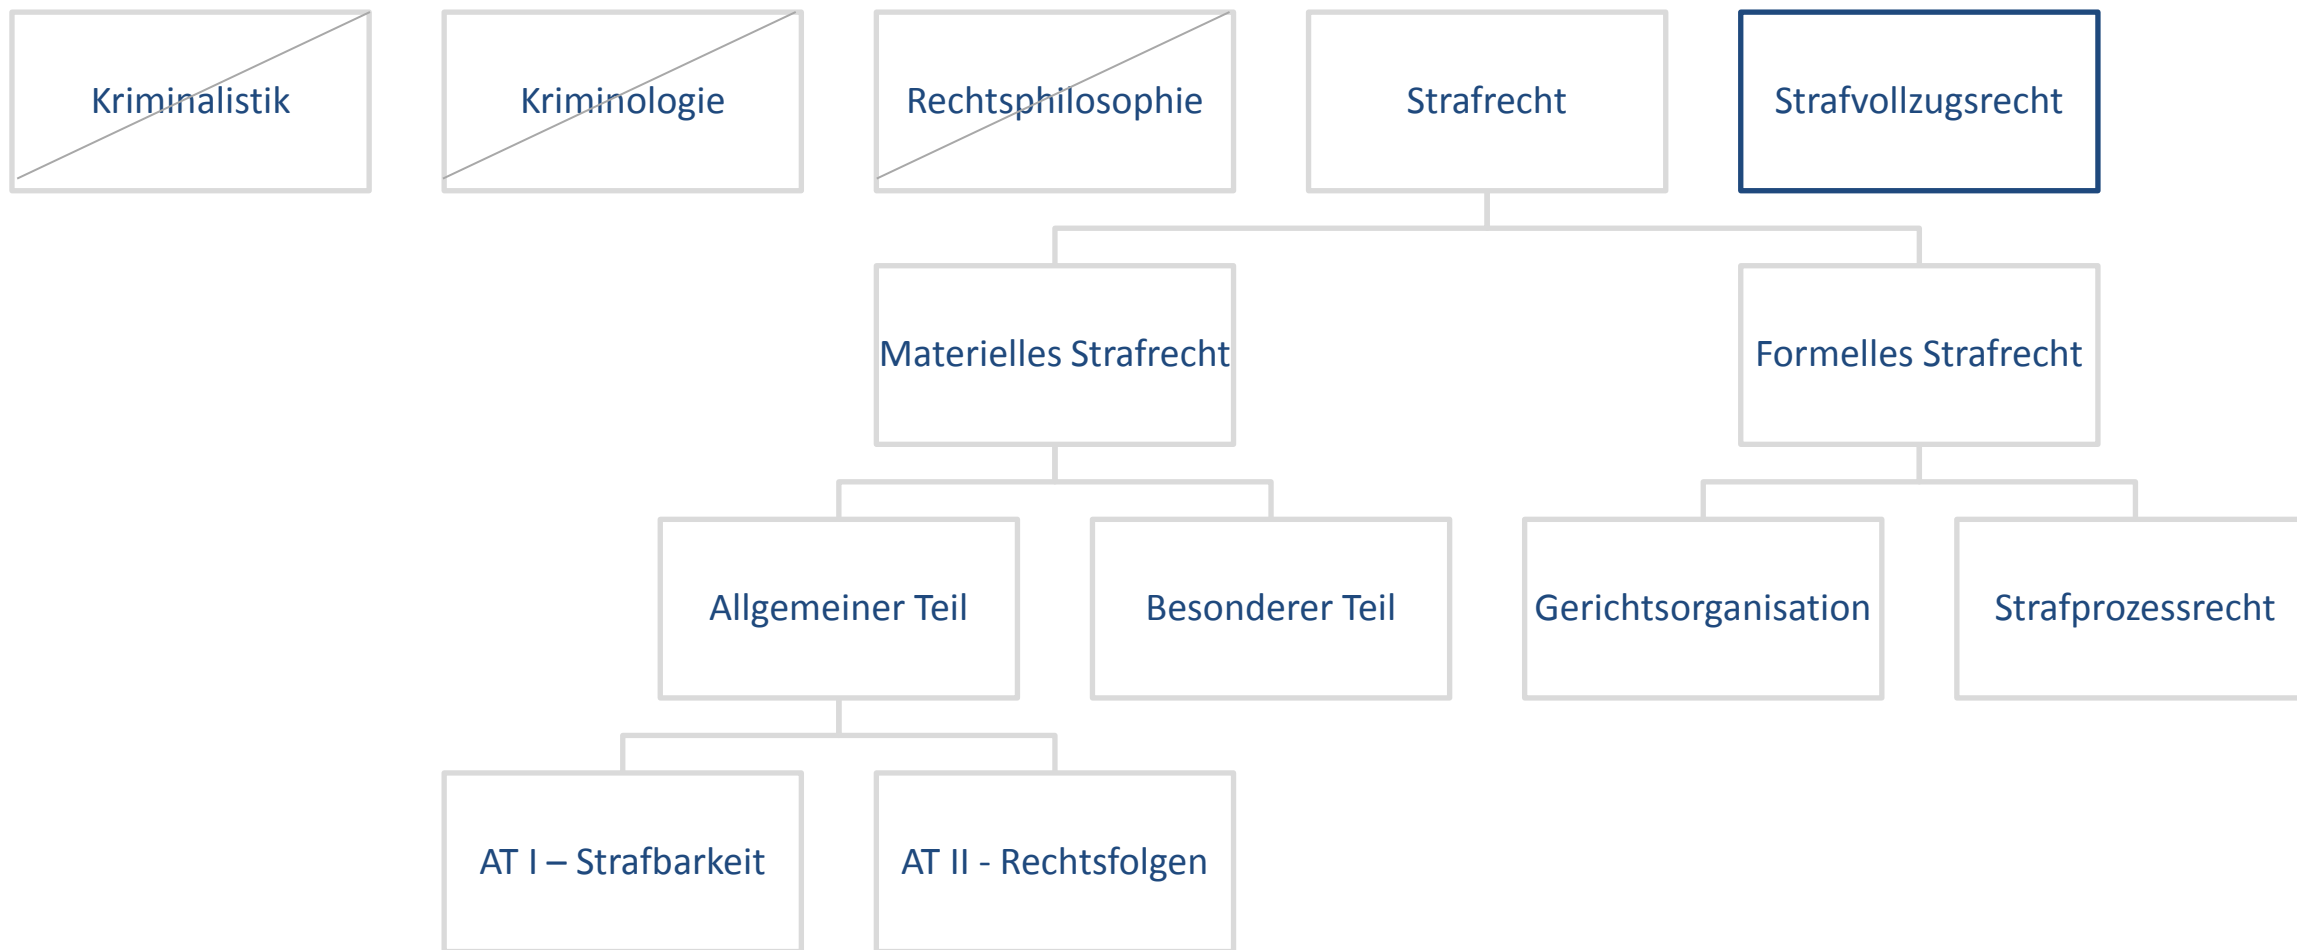 Kriminalistik
Kriminologie
Rechtsphilosophie
Strafrecht
Strafvollzugsrecht
Materielles Strafrecht
Formelles Strafrecht
Allgemeiner Teil
Besonderer Teil
Gerichtsorganisation
Strafprozessrecht
AT I – Strafbarkeit
AT II - Rechtsfolgen